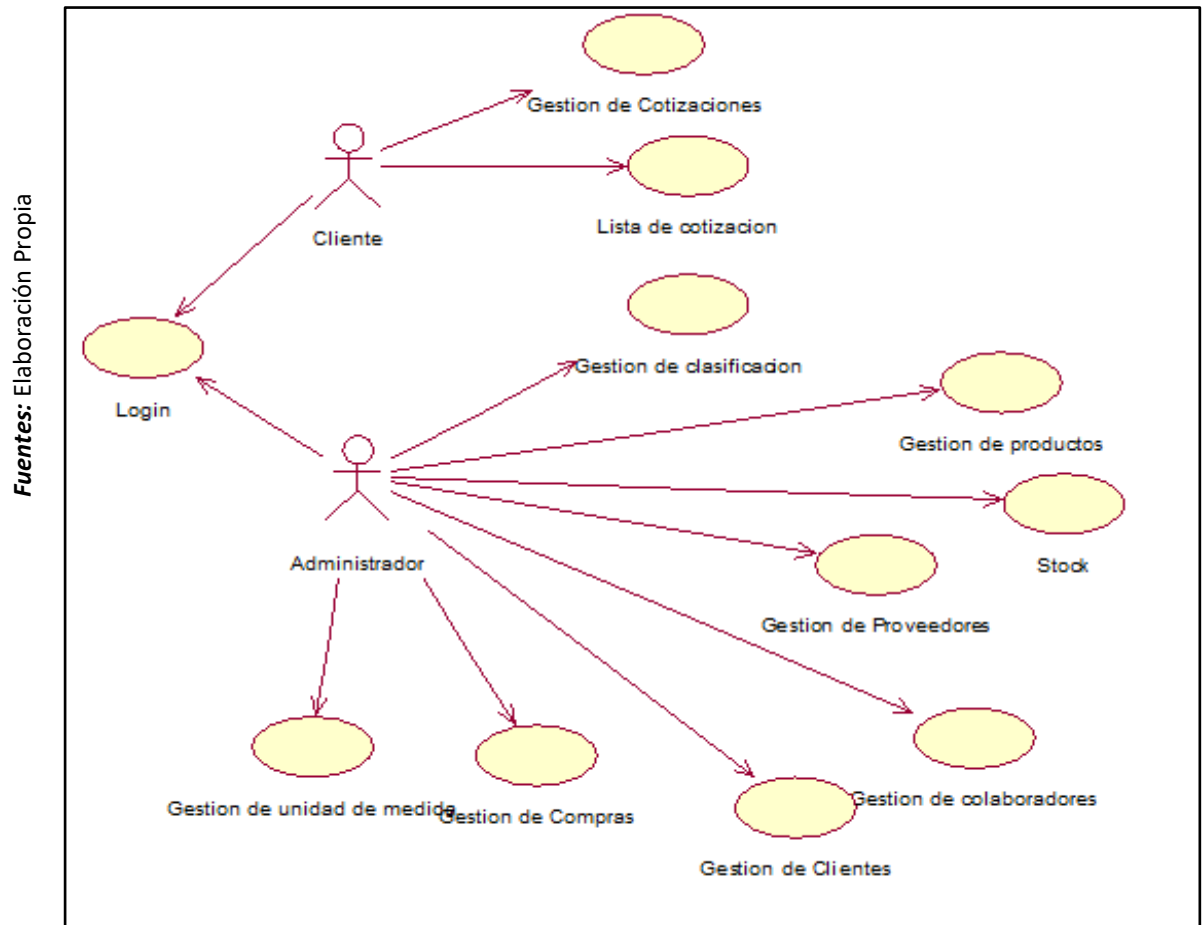 Fuentes: Elaboración Propia
Gestion de Cotizaciones
Cliente
Lista de cotizacion
Login
Gestion de clasificacion
Gestion de productos
Administrador
Stock
Gestion de Proveedores
Gestion de unidad de medida
Gestion de Compras
Gestion de colaboradores
Gestion de Clientes